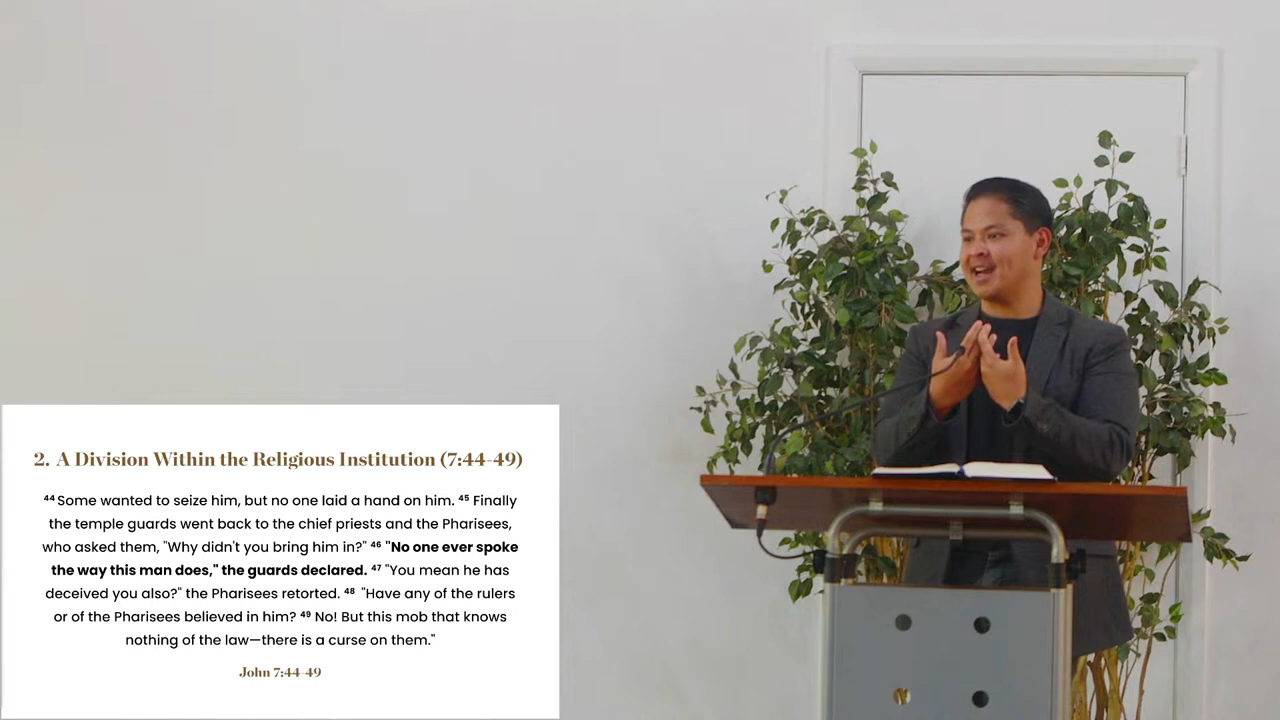 2. A Division Within the Religious Institution (7:44-49)
⁴⁴ Some wanted to seize him, but no one laid a hand on him. ⁴⁵ Finally
the temple guards went back to the chief priests and the Pharisees,
who asked them, "Why didn't you bring him in?" ⁴⁶ "No one ever spoke
the way this man does," the guards declared. ⁴⁷ "You mean he has
deceived you also?" the Pharisees retorted. ⁴⁸ "Have any of the rulers
or of the Pharisees believed in him? ⁴⁹ No! But this mob that knows
nothing of the law—there is a curse on them."
John 7:44-49